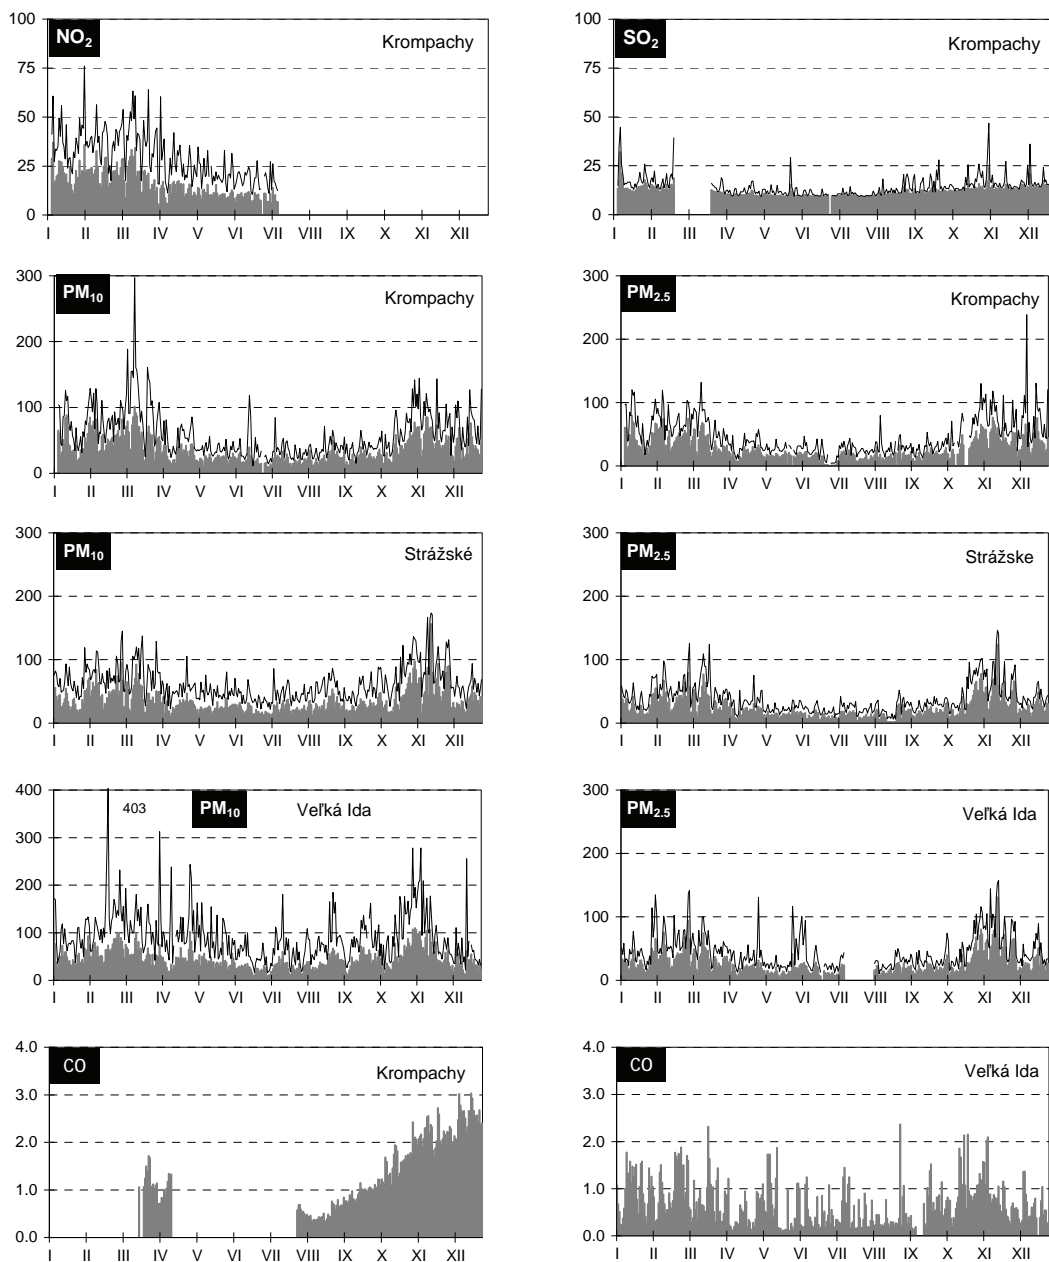 NO2
Krompachy
100
75
50
25
0
I II III IV V VI VII VIII IX X XI XII
SO2
Krompachy
100
75
50
25
0
I II III IV V VI VII VIII IX X XI XII
PM10
Krompachy
300
200
100
0
I II III IV V VI VII VIII IX X XI XII
PM2.5
Krompachy
300
200
100
0
I II III IV V VI VII VIII IX X XI XII
PM10
Strážské
300
200
100
0
I II III IV V VI VII VIII IX X XI XII
PM2.5
Strážske
300
200
100
0
I II III IV V VI VII VIII IX X XI XII
403
PM10
Veľká Ida
400
300
200
100
0
I II III IV V VI VII VIII IX X XI XII
PM2.5
Veľká Ida
300
200
100
0
I II III IV V VI VII VIII IX X XI XII
CO
Krompachy
4.0
3.0
2.0
1.0
0.0
I II III IV V VI VII VIII IX X XI XII
CO
Veľká Ida
4.0
3.0
2.0
1.0
0.0
I II III IV V VI VII VIII IX X XI XII